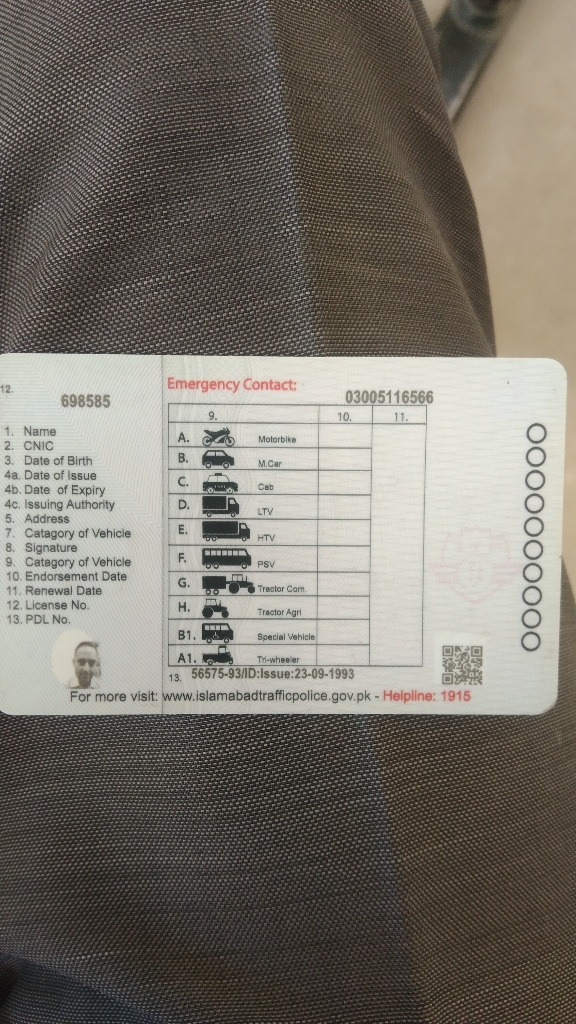 12.
698585
1. Name
2. CNIC
3. Date of Birth
4a. Date of Issue
4b. Date of Expiry
4c. Issuing Authority
5. Address
7. Catagory of Vehicle
8. Signature
9. Catagory of Vehicle
10. Endorsement Date
11. Renewal Date
12. License No.
13. PDL No.
Emergency Contact:
03005116566
9. 10. 11.
A. Motorbike
B. M.Car
C. Cab
D. LTV
E. HTV
F. PSV
G. Tractor Com.
H. Tractor Agri
B1. Special Vehicle
A1. Tri-wheeler
13. 56575-93/ID:Issue:23-09-1993
For more visit: www.islamabadtrafficpolice.gov.pk - Helpline: 1915